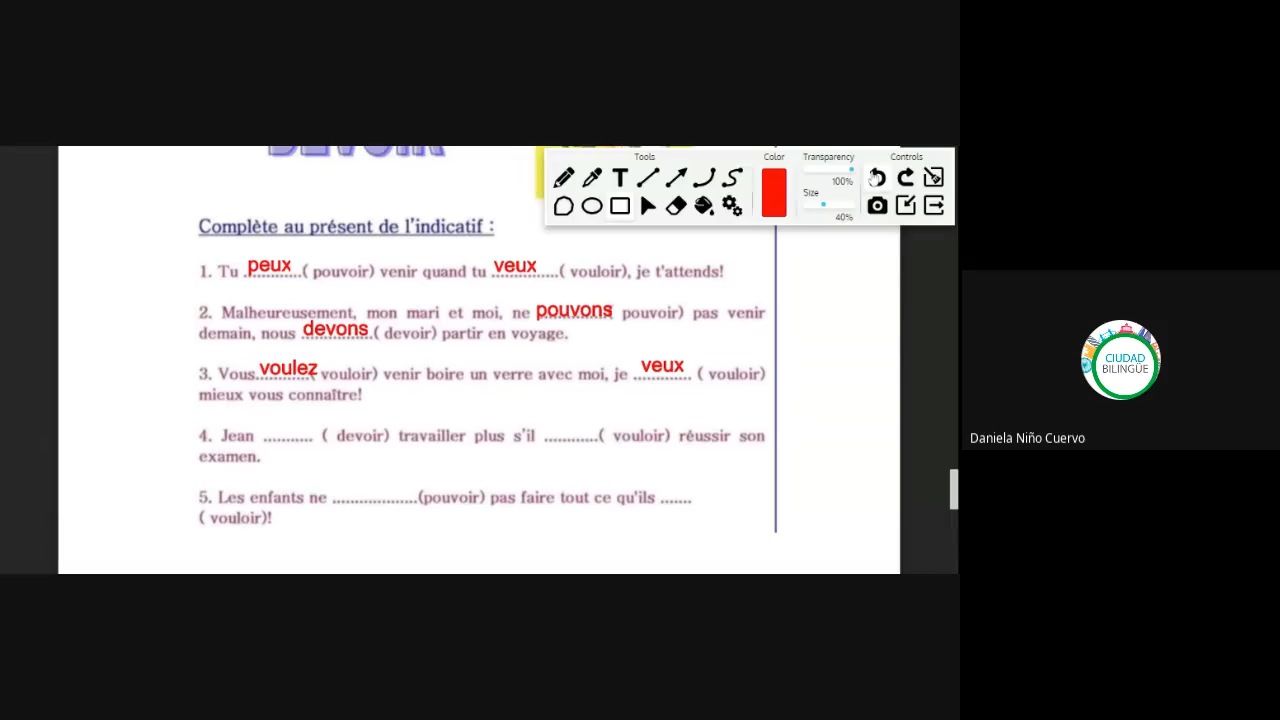 DEVOIR
Tools
Color
Transparency
Controls
100%
Size
40%
Complète au présent de l'indicatif :
1. Tu peux ..........( pouvoir) venir quand tu veux ............( vouloir), je t'attends!
2. Malheureusement, mon mari et moi, ne pouvons pouvoir) pas venir
demain, nous devons .( devoir) partir en voyage.
3. Vous voulez ..........( vouloir) venir boire un verre avec moi, je veux ............ ( vouloir)
mieux vous connaître!
4. Jean ........... ( devoir) travailler plus s'il ............( vouloir) réussir son
examen.
5. Les enfants ne ...................(pouvoir) pas faire tout ce qu'ils .......
( vouloir)!
CIUDAD
BILINGÜE
Daniela Niño Cuervo